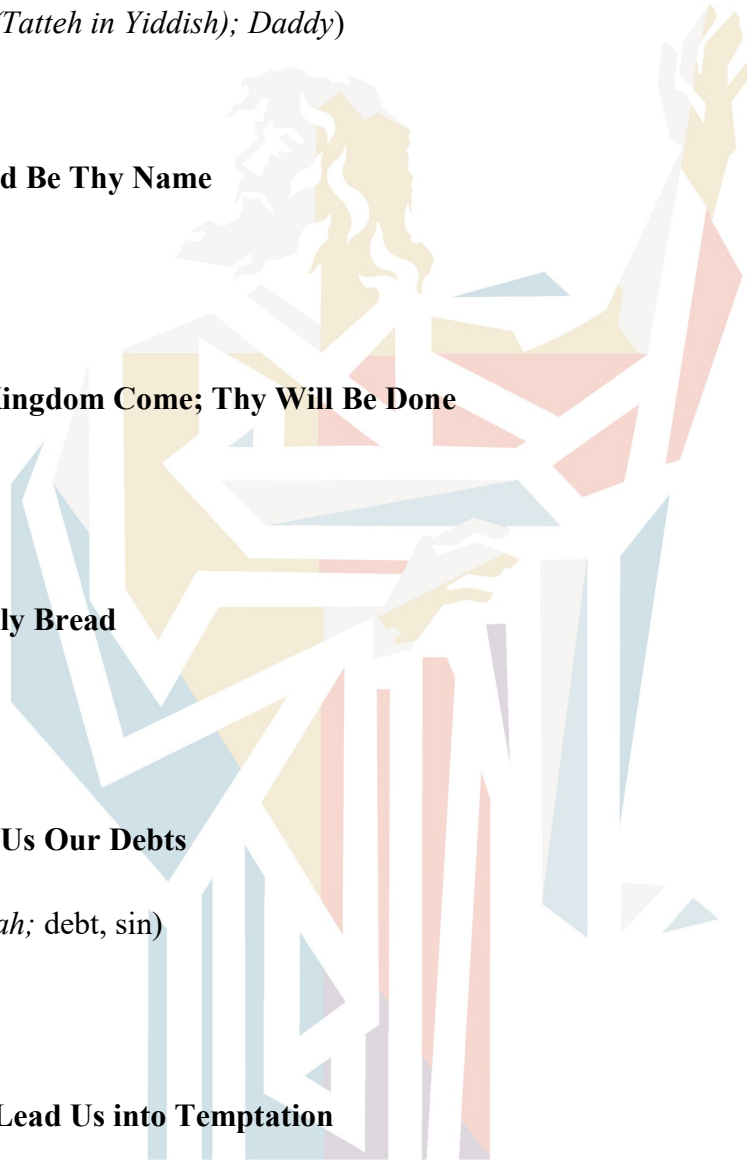 (Tatteh in Yiddish); Daddy)
d Be Thy Name
Kingdom Come; Thy Will Be Done
ly Bread
Us Our Debts
ah; debt, sin)
Lead Us into Temptation